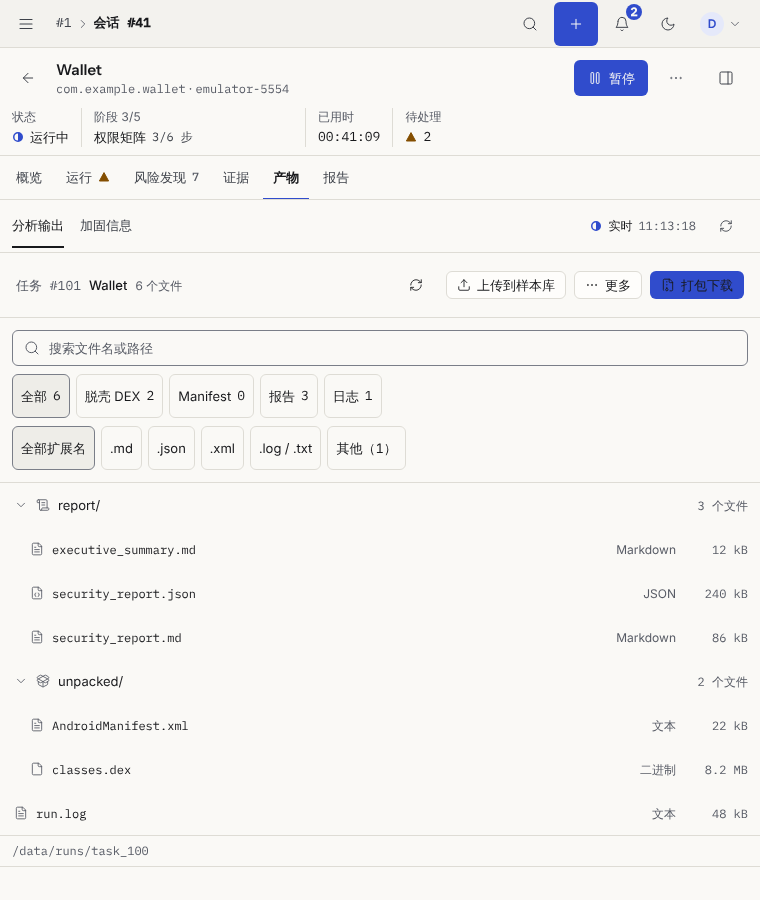 #1 会话 #41 2 D
Wallet
com.example.wallet·emulator-5554
暂停
状态 阶段 3/5 已用时 待处理
运行中 权限矩阵 3/6 步 00:41:09 2
概览 运行 风险发现 7 证据 产物 报告
分析输出 加固信息 实时 11:13:18
任务 #101 Wallet 6 个文件 上传到样本库 更多 打包下载
搜索文件名或路径
全部 6 脱壳 DEX 2 Manifest 0 报告 3 日志 1
全部扩展名 .md .json .xml .log / .txt 其他（1）
report/ 3 个文件
executive_summary.md Markdown 12 kB
security_report.json JSON 240 kB
security_report.md Markdown 86 kB
unpacked/ 2 个文件
AndroidManifest.xml 文本 22 kB
classes.dex 二进制 8.2 MB
run.log 文本 48 kB
/data/runs/task_100